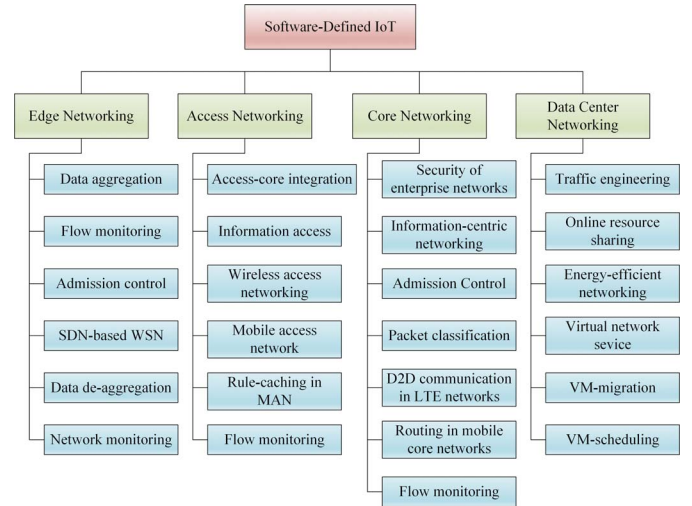 Software-Defined IoT
Edge Networking
Data aggregation
Flow monitoring
Admission control
SDN-based WSN
Data de-aggregation
Network monitoring
Access Networking
Access-core integration
Information access
Wireless access
networking
Mobile access
network
Rule-caching in
MAN
Flow monitoring
Core Networking
Security of
enterprise networks
Information-centric
networking
Admission Control
Packet classification
D2D communication
in LTE networks
Routing in mobile
core networks
Flow monitoring
Data Center
Networking
Traffic engineering
Online resource
sharing
Energy-efficient
networking
Virtual network
sevice
VM-migration
VM-scheduling